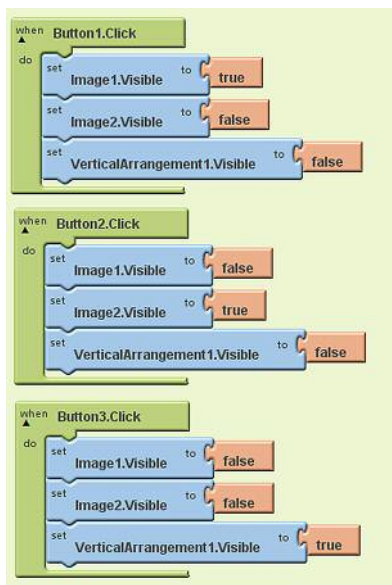 when Button1.Click
do set Image1.Visible to true
set Image2.Visible to false
set VerticalArrangement1.Visible to false
when Button2.Click
do set Image1.Visible to false
set Image2.Visible to true
set VerticalArrangement1.Visible to false
when Button3.Click
do set Image1.Visible to false
set Image2.Visible to false
set VerticalArrangement1.Visible to true